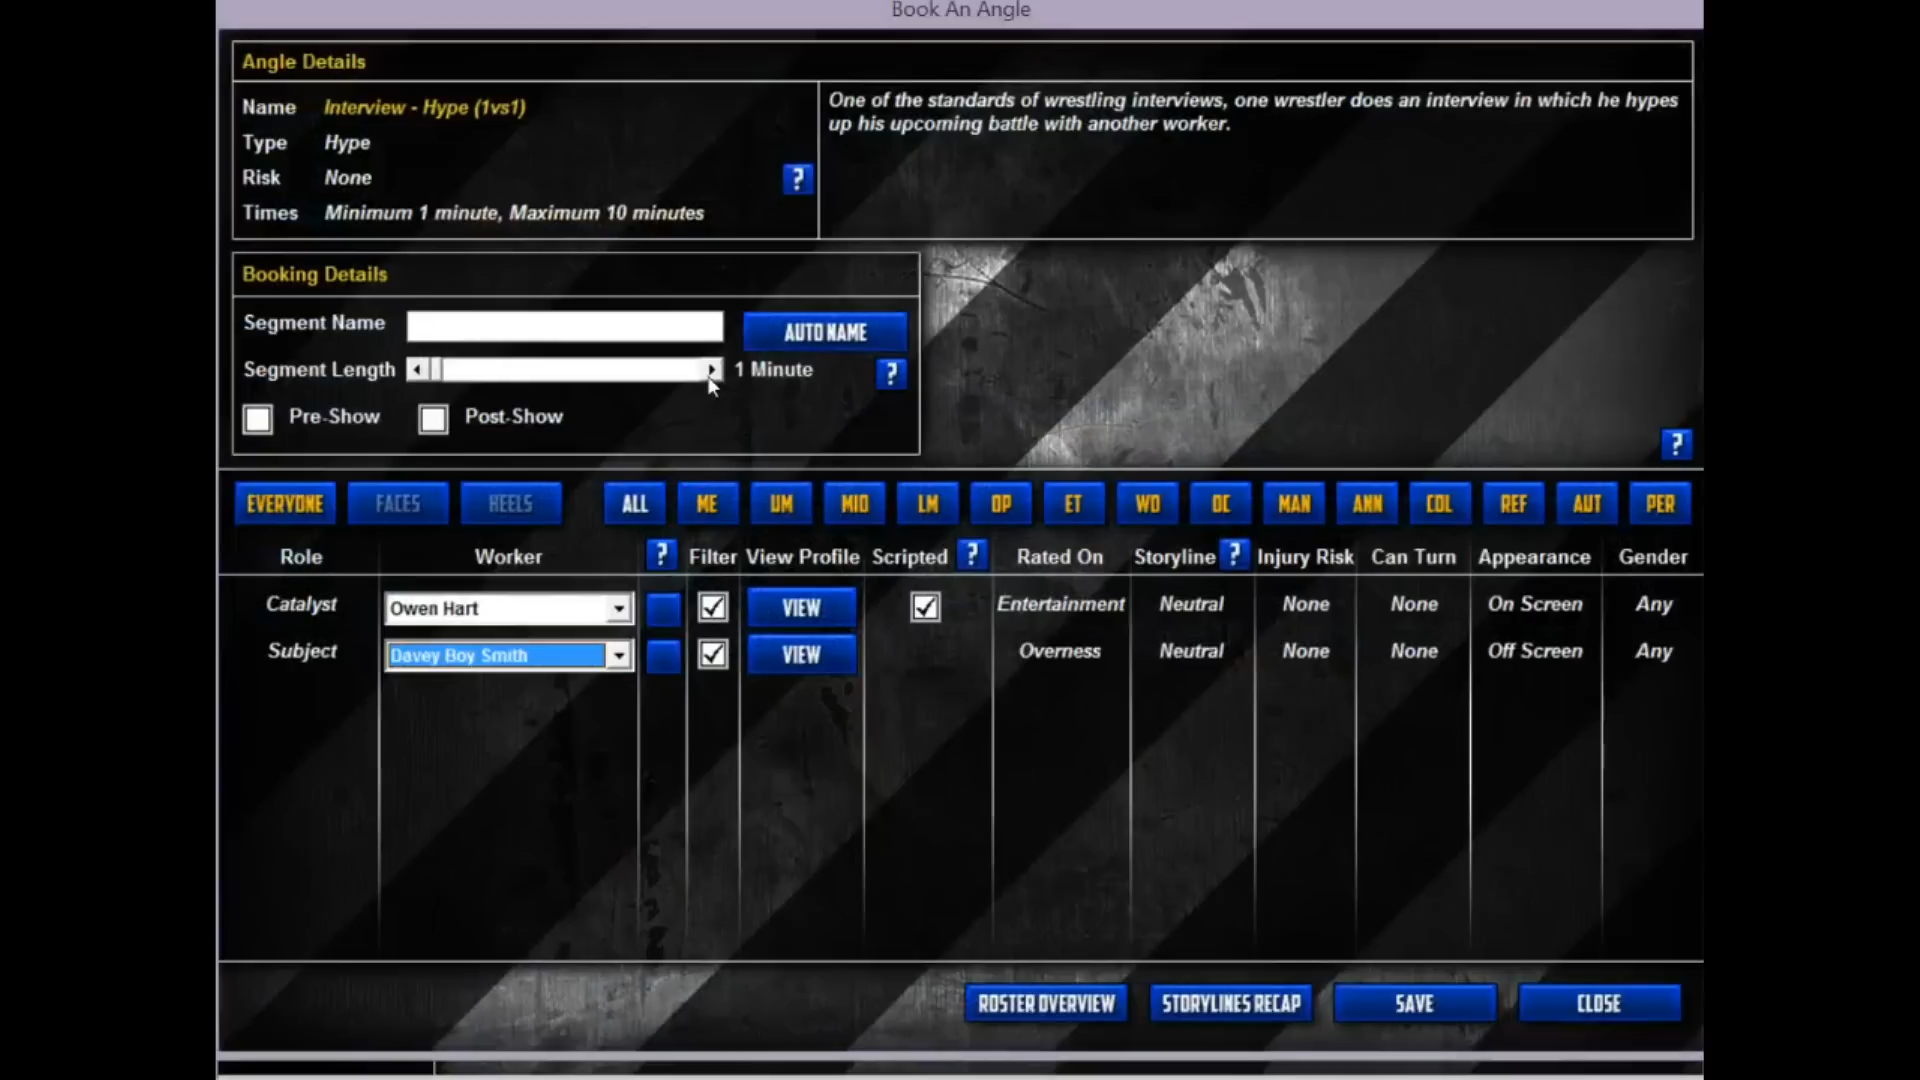 Book An Angle
Angle Details
Name Interview - Hype (1vs1)
Type Hype
Risk None
?
Times Minimum 1 minute, Maximum 10 minutes
One of the standards of wrestling interviews, one wrestler does an interview in which he hypes
up his upcoming battle with another worker.
Booking Details
Segment Name
AUTO NAME
Segment Length 1 Minute ?
Pre-Show Post-Show
?
EVERYONE FACES HEELS ALL ME UM MID LM OP ET WO OC MAN ANN COL REF AUT PER
Role Worker ? Filter View Profile Scripted ? Rated On Storyline ? Injury Risk Can Turn Appearance Gender
Catalyst Owen Hart VIEW Entertainment Neutral None None On Screen Any
Subject Davey Boy Smith VIEW Overness Neutral None None Off Screen Any
ROSTER OVERVIEW STORYLINES RECAP SAVE CLOSE